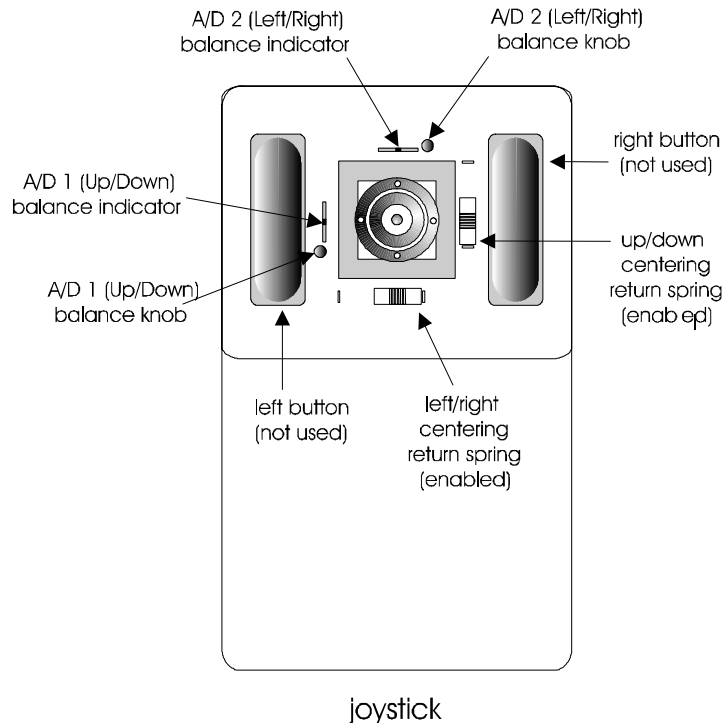 A/D 2 (Left/Right)
balance indicator
A/D 2 (Left/Right)
balance knob
right button
(not used)
A/D 1 (Up/Down)
balance indicator
up/down
centering
return spring
(enab ep)
A/D 1 (Up/Down)
balance knob
left button
(not used)
left/right
centering
return spring
(enabled)
joystick